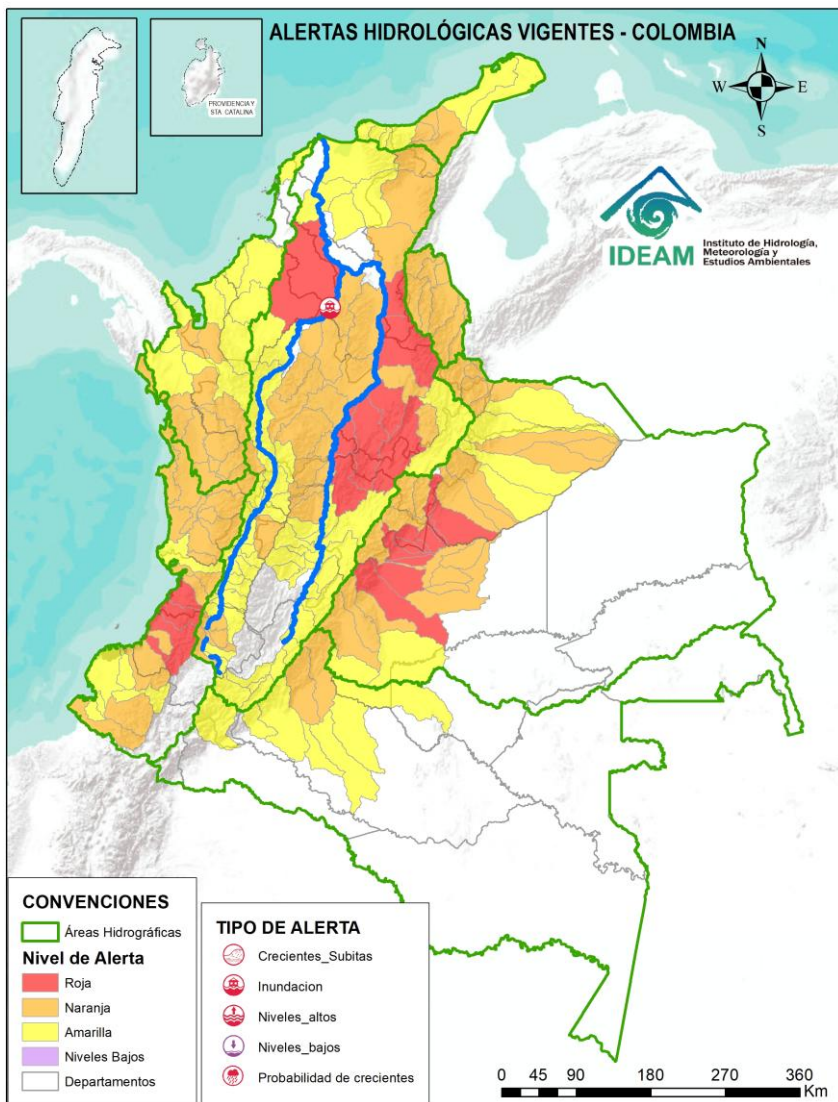 ALERTAS HIDROLÓGICAS VIGENTES - COLOMBIA
PROVIDENCIA Y
STA. CATALINA
N
W
E
S
IDEAM
Instituto de Hidrología,
Meteorología y
Estudios Ambientales
CONVENCIONES
Áreas Hidrográficas
Nivel de Alerta
Roja
Naranja
Amarilla
Niveles Bajos
Departamentos
TIPO DE ALERTA
Crecientes_Subitas
Inundacion
Niveles_altos
Niveles_bajos
Probabilidad de crecientes
0 45 90 180 270 360
Km